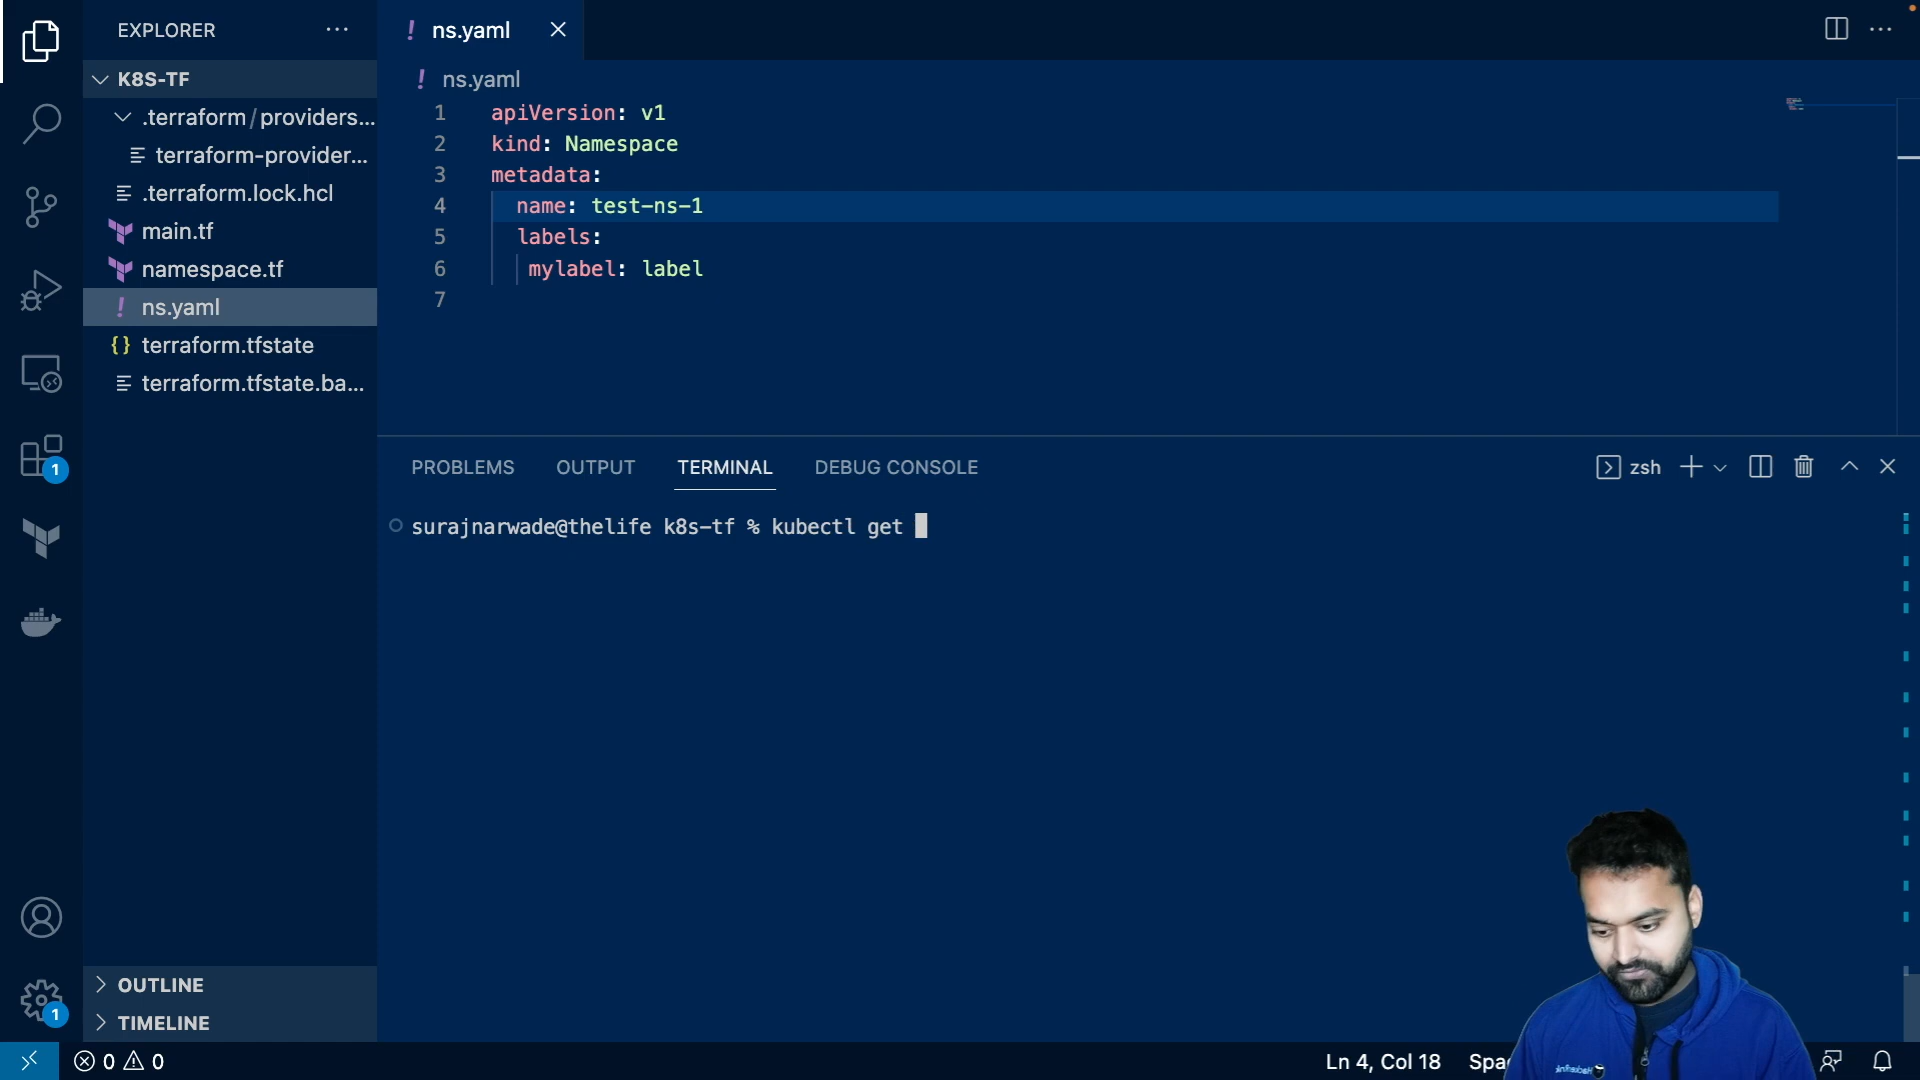 EXPLORER
K8S-TF
.terraform/providers...
terraform-provider...
.terraform.lock.hcl
main.tf
namespace.tf
! ns.yaml
{} terraform.tfstate
terraform.tfstate.ba...
OUTLINE
TIMELINE
1
1
! ns.yaml
! ns.yaml
1 apiVersion: v1
2 kind: Namespace
3 metadata:
4 name: test-ns-1
5 labels:
6 mylabel: label
7
PROBLEMS OUTPUT TERMINAL DEBUG CONSOLE
zsh
surajnarwade@thelife k8s-tf % kubectl get
0 0
Ln 4, Col 18 Spa